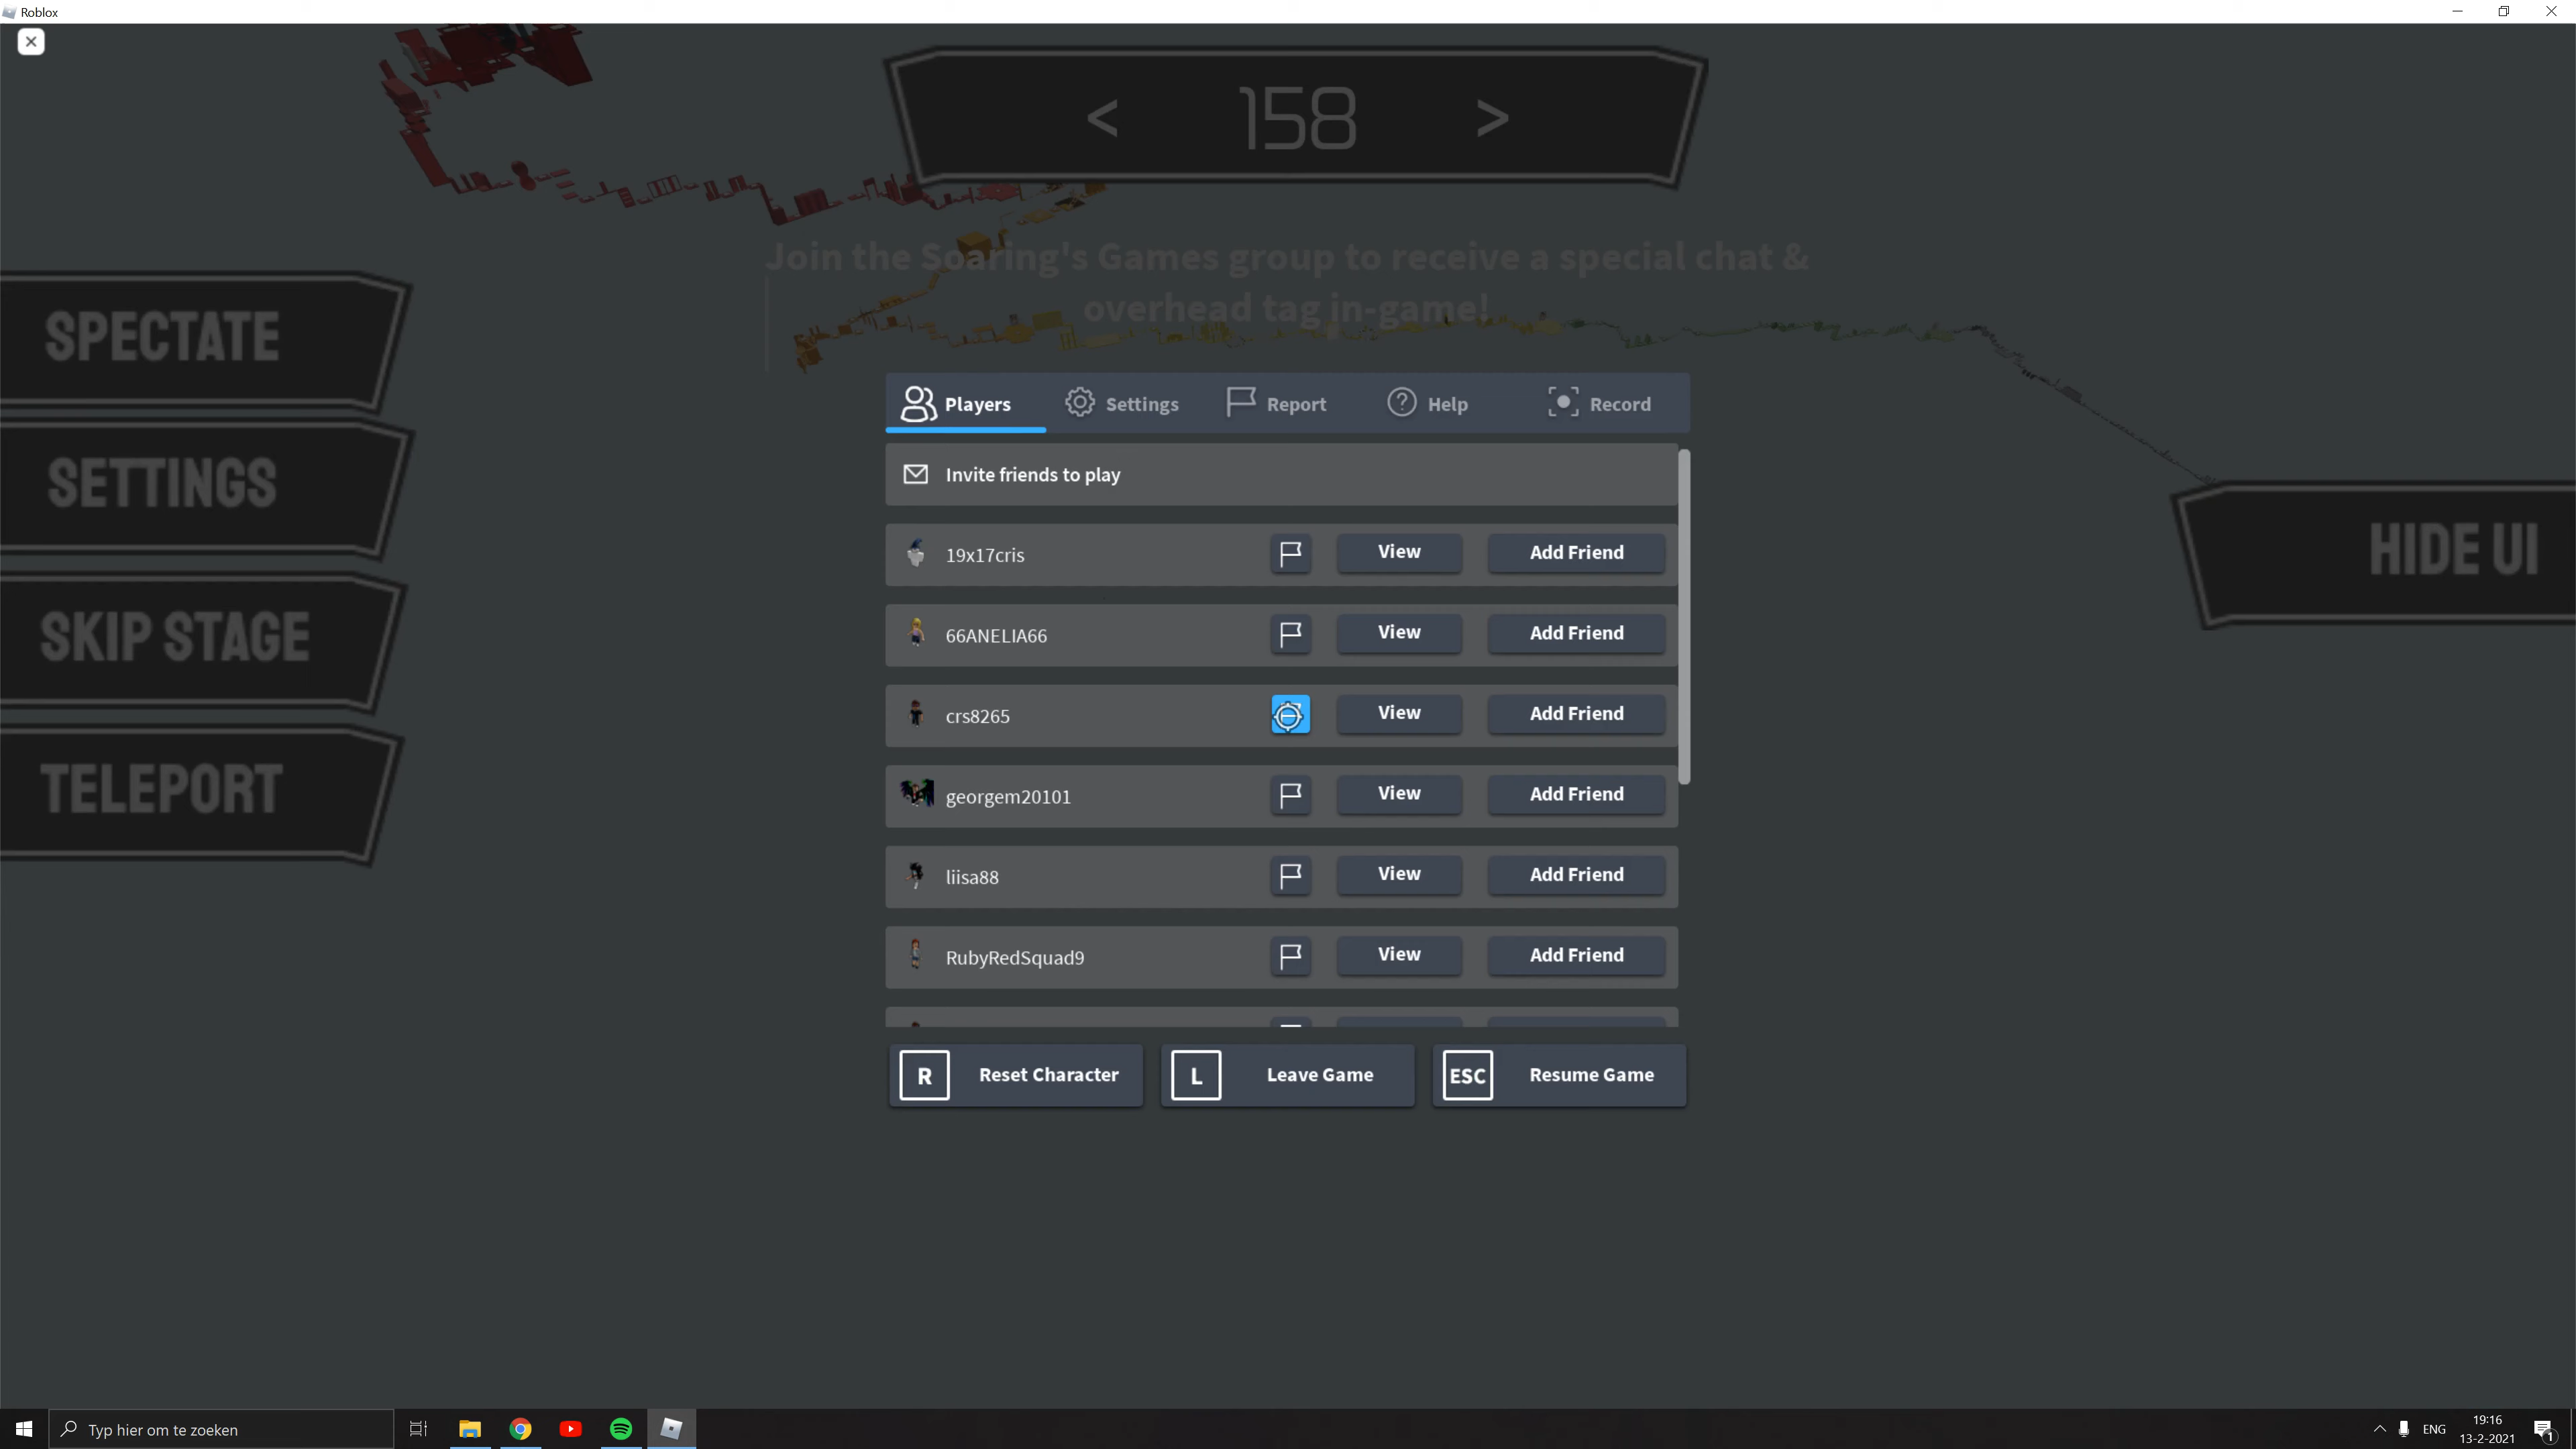 Roblox
< 158 >
Join the Soaring's Games group to receive a special chat &
overhead tag in-game!
SPECTATE
SETTINGS
SKIP STAGE
TELEPORT
HIDE UI
Players Settings Report Help Record
Invite friends to play
19x17cris View Add Friend
66ANELIA66 View Add Friend
crs8265 View Add Friend
georgem20101 View Add Friend
liisa88 View Add Friend
RubyRedSquad9 View Add Friend
R Reset Character L Leave Game ESC Resume Game
Typ hier om te zoeken
ENG
19:16
13-2-2021
1